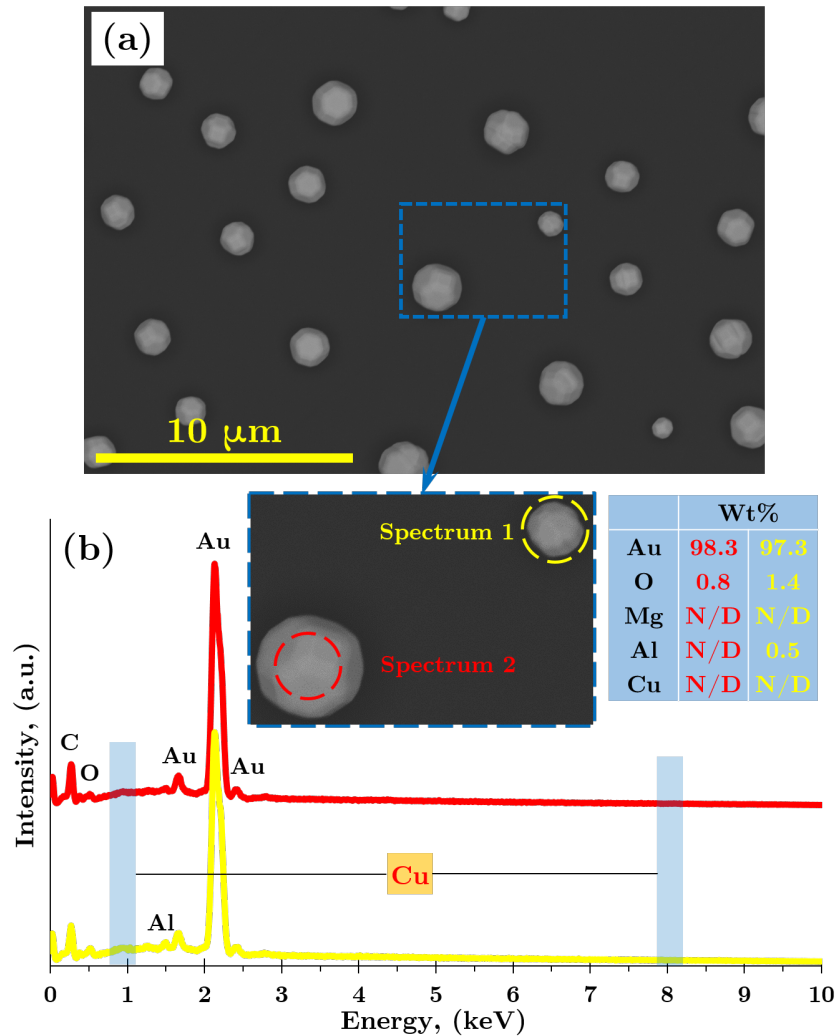 (a)
10 μm
(b)
Au
Spectrum 1
Spectrum 2
Wt%
Au 98.3 97.3
O 0.8 1.4
Mg N/D N/D
Al N/D 0.5
Cu N/D N/D
C
O
Au
Au
Cu
Al
Intensity, (a.u.)
0 1 2 3 4 5 6 7 8 9 10
Energy, (keV)